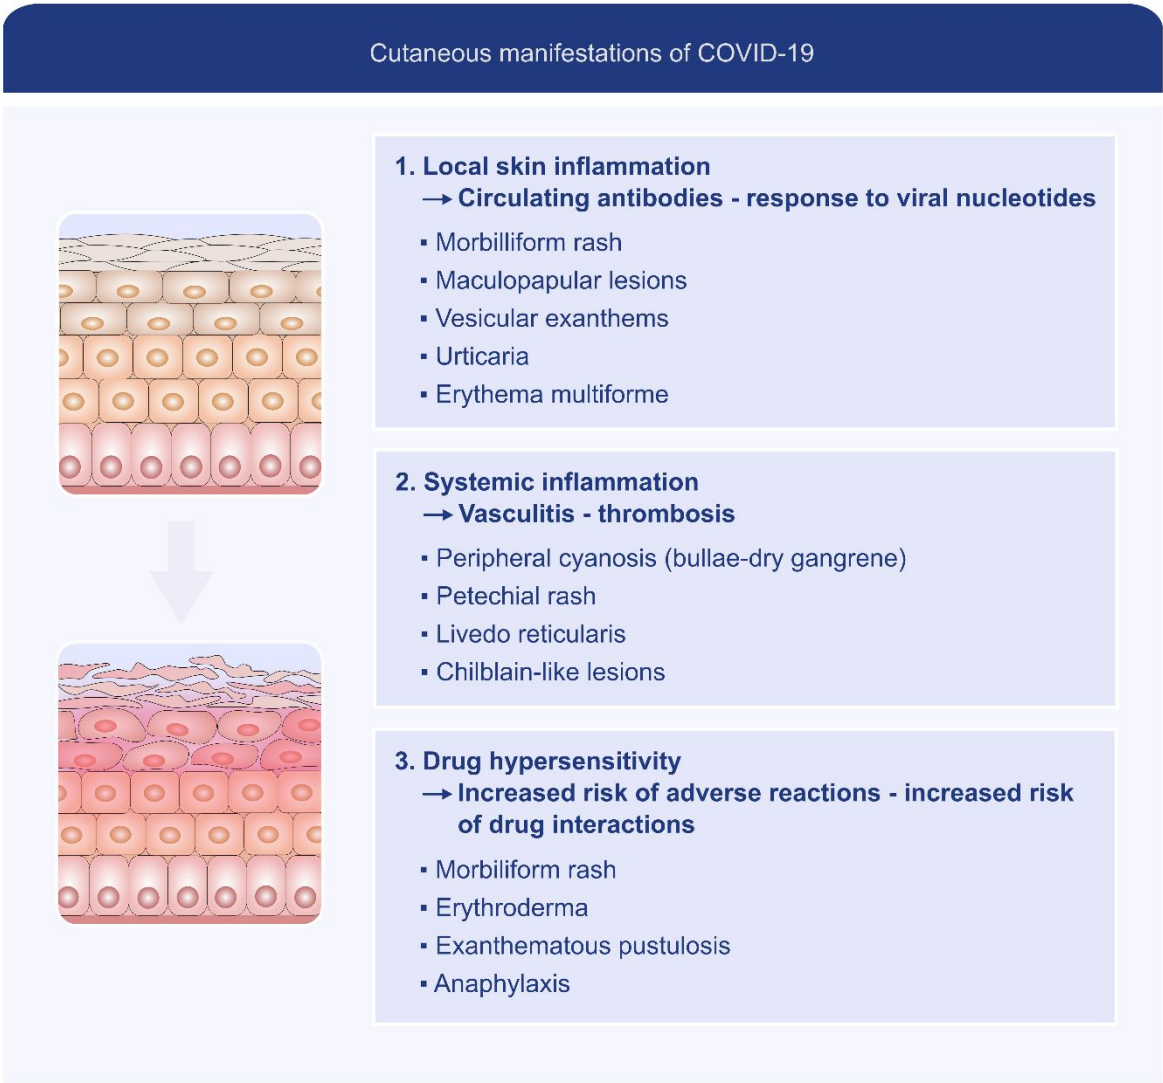 Cutaneous manifestations of COVID-19
1. Local skin inflammation
→ Circulating antibodies - response to viral nucleotides
▪ Morbilliform rash
▪ Maculopapular lesions
▪ Vesicular exanthems
▪ Urticaria
▪ Erythema multiforme
2. Systemic inflammation
→ Vasculitis - thrombosis
▪ Peripheral cyanosis (bullae-dry gangrene)
▪ Petechial rash
▪ Livedo reticularis
▪ Chilblain-like lesions
3. Drug hypersensitivity
→ Increased risk of adverse reactions - increased risk
of drug interactions
▪ Morbiliform rash
▪ Erythroderma
▪ Exanthematous pustulosis
▪ Anaphylaxis